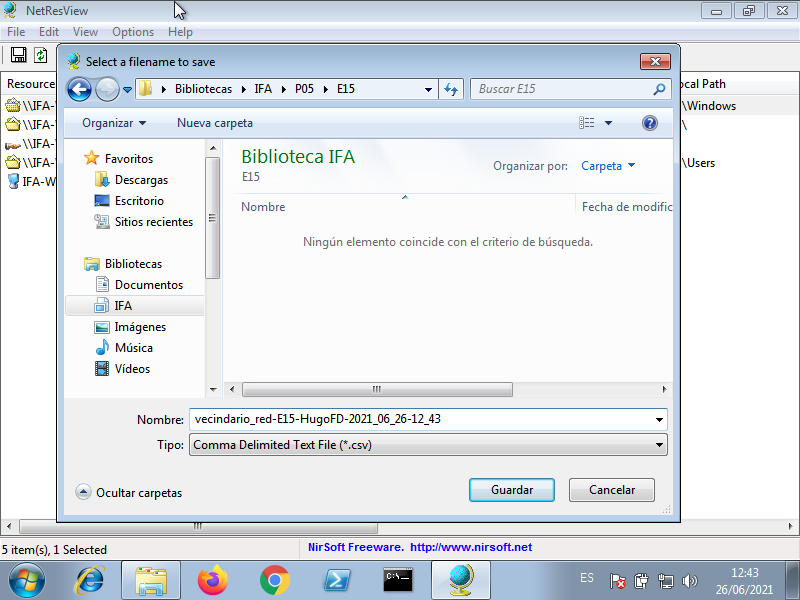 NetResView
File Edit View Options Help
Select a filename to save
Bibliotecas IFA P05 E15
Buscar E15
Organizar Nueva carpeta
Resource
ocal Path
\\IFA-
\Windows
\\IFA-
\
\\IFA-
\\IFA-
\Users
IFA-W
Favoritos
Descargas
Escritorio
Sitios recientes
Bibliotecas
Documentos
IFA
Imágenes
Música
Vídeos
Biblioteca IFA
E15
Organizar por: Carpeta
Nombre Fecha de modific
Ningún elemento coincide con el criterio de búsqueda.
Nombre: vecindario_red-E15-HugoFD-2021_06_26-12_43
Tipo: Comma Delimited Text File (*.csv)
Ocultar carpetas
Guardar Cancelar
5 item(s), 1 Selected
NirSoft Freeware. http://www.nirsoft.net
C:\_
ES
12:43
26/06/2021